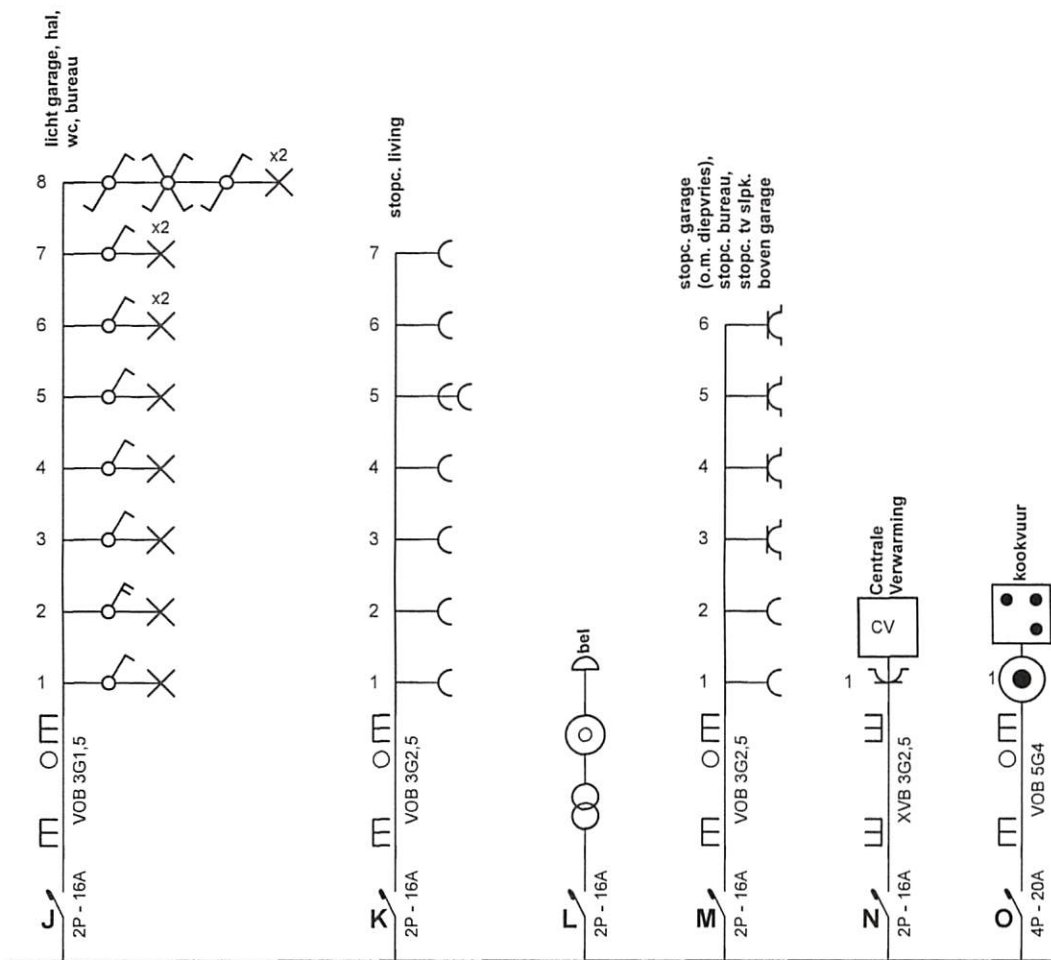 licht garage, hal,
wc, bureau
8
x2
7
x2
6
x2
5
4
3
2
1
VOB 3G1,5
J
2P - 16A
stopc. living
7
6
5
4
3
2
1
VOB 3G2,5
K
2P - 16A
bel
L
2P - 16A
stopc. garage
(o.m. diepvries),
stopc. bureau,
stopc. tv slpk.
boven garage
6
5
4
3
2
1
VOB 3G2,5
M
2P - 16A
Centrale
Verwarming
CV
1
XVB 3G2,5
N
2P - 16A
kookvuur
1
VOB 5G4
O
4P - 20A